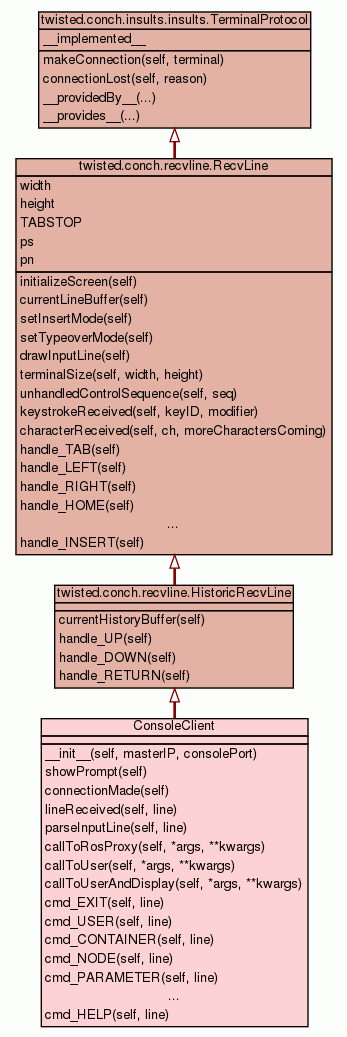 twisted.conch.insults.insults.TerminalProtocol
__implemented__
makeConnection(self, terminal)
connectionLost(self, reason)
__providedBy__(...)
__provides__(...)
twisted.conch.recvline.RecvLine
width
height
TABSTOP
ps
pn
initializeScreen(self)
currentLineBuffer(self)
setInsertMode(self)
setTypeoverMode(self)
drawInputLine(self)
terminalSize(self, width, height)
unhandledControlSequence(self, seq)
keystrokeReceived(self, keyID, modifier)
characterReceived(self, ch, moreCharactersComing)
handle_TAB(self)
handle_LEFT(self)
handle_RIGHT(self)
handle_HOME(self)
...
handle_INSERT(self)
twisted.conch.recvline.HistoricRecvLine
currentHistoryBuffer(self)
handle_UP(self)
handle_DOWN(self)
handle_RETURN(self)
ConsoleClient
__init__(self, masterIP, consolePort)
showPrompt(self)
connectionMade(self)
lineReceived(self, line)
parseInputLine(self, line)
callToRosProxy(self, *args, **kwargs)
callToUser(self, *args, **kwargs)
callToUserAndDisplay(self, *args, **kwargs)
cmd_EXIT(self, line)
cmd_USER(self, line)
cmd_CONTAINER(self, line)
cmd_NODE(self, line)
cmd_PARAMETER(self, line)
...
cmd_HELP(self, line)